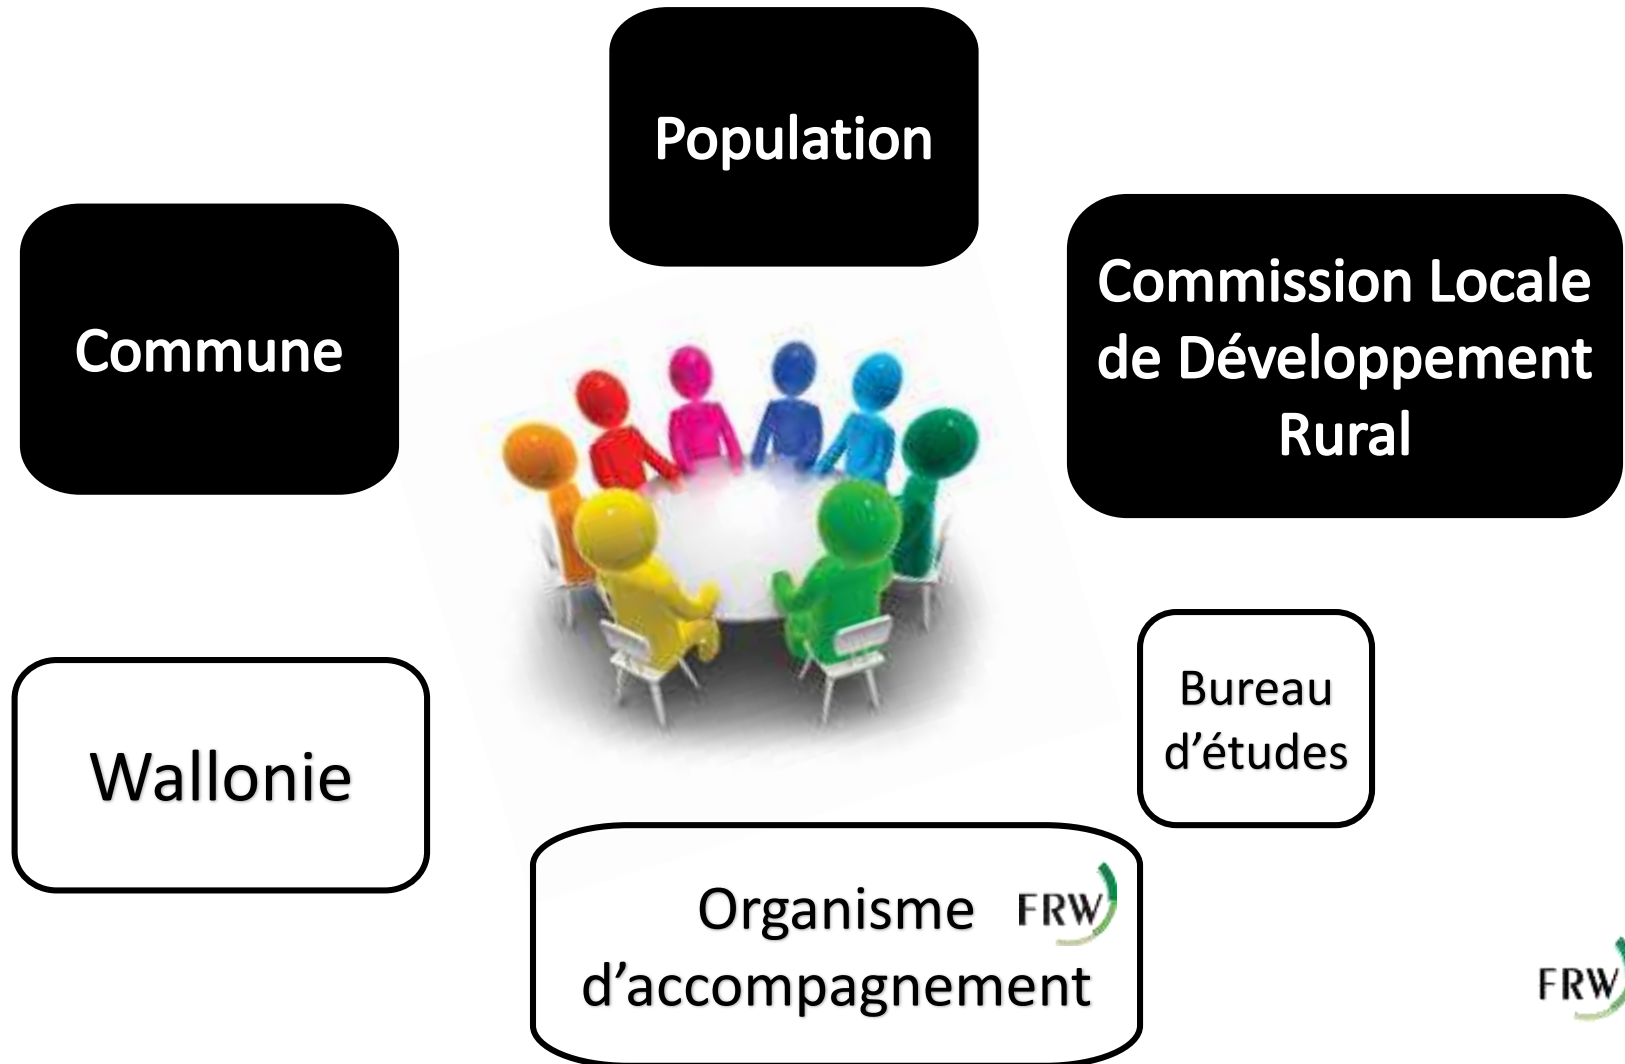 Population
Commune
Commission Locale
de Développement
Rural
Wallonie
Bureau
d’études
Organisme FRW
d’accompagnement
FRW